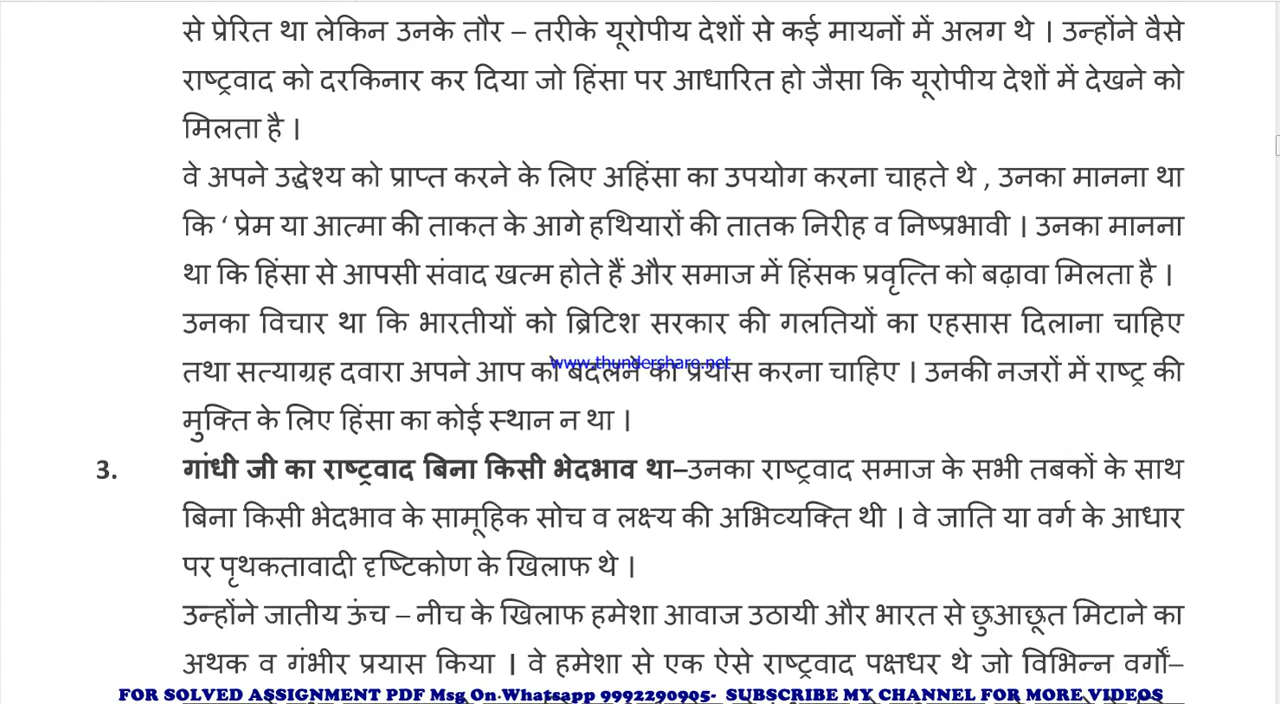 से प्रेरित था लेकिन उनके तौर – तरीके यूरोपीय देशों से कई मायनों में अलग थे । उन्होंने वैसे
राष्ट्रवाद को दरकिनार कर दिया जो हिंसा पर आधारित हो जैसा कि यूरोपीय देशों में देखने को
मिलता है ।
वे अपने उद्धेश्य को प्राप्त करने के लिए अहिंसा का उपयोग करना चाहते थे , उनका मानना था
कि ‘ प्रेम या आत्मा की ताकत के आगे हथियारों की तातक निरीह व निष्प्रभावी । उनका मानना
था कि हिंसा से आपसी संवाद खत्म होते हैं और समाज में हिंसक प्रवृत्ति को बढ़ावा मिलता है ।
उनका विचार था कि भारतीयों को ब्रिटिश सरकार की गलतियों का एहसास दिलाना चाहिए
www.thundershare.net
तथा सत्याग्रह दवारा अपने आप को बदलने का प्रयास करना चाहिए । उनकी नजरों में राष्ट्र की
मुक्ति के लिए हिंसा का कोई स्थान न था ।
3. गांधी जी का राष्ट्रवाद बिना किसी भेदभाव था–उनका राष्ट्रवाद समाज के सभी तबकों के साथ
बिना किसी भेदभाव के सामूहिक सोच व लक्ष्य की अभिव्यक्ति थी । वे जाति या वर्ग के आधार
पर पृथकतावादी दृष्टिकोण के खिलाफ थे ।
उन्होंने जातीय ऊंच – नीच के खिलाफ हमेशा आवाज उठायी और भारत से छुआछूत मिटाने का
अथक व गंभीर प्रयास किया । वे हमेशा से एक ऐसे राष्ट्रवाद पक्षधर थे जो विभिन्न वर्गों–
FOR SOLVED ASSIGNMENT PDF Msg On Whatsapp 9992290905- SUBSCRIBE MY CHANNEL FOR MORE VIDEOS